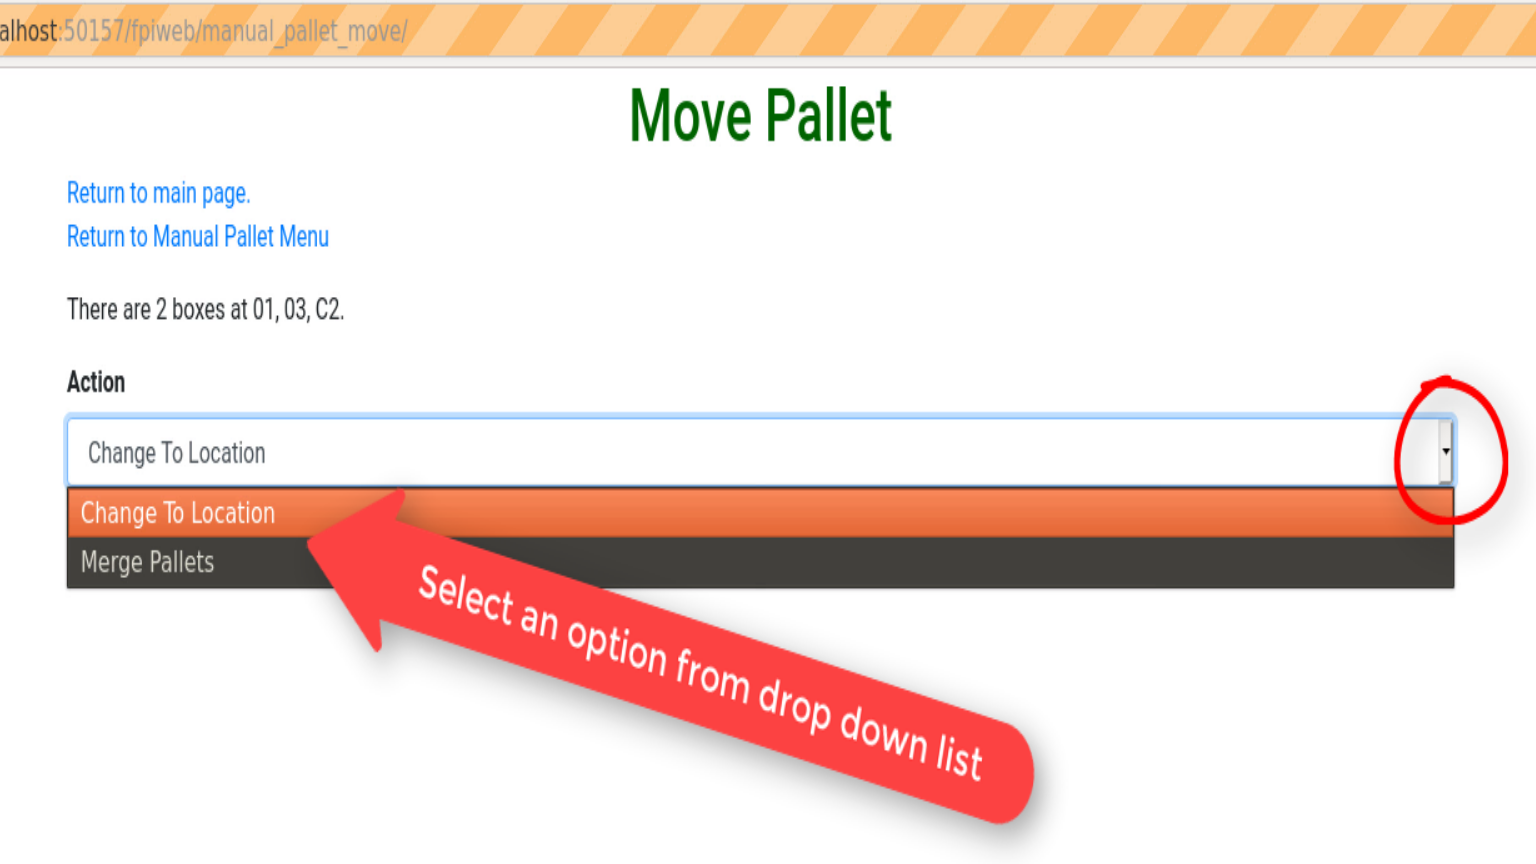 alhost:50157/fpiweb/manual_pallet_move/
Move Pallet
Return to main page.
Return to Manual Pallet Menu
There are 2 boxes at 01, 03, C2.
Action
Change To Location
Change To Location
Merge Pallets
Select an option from drop down list